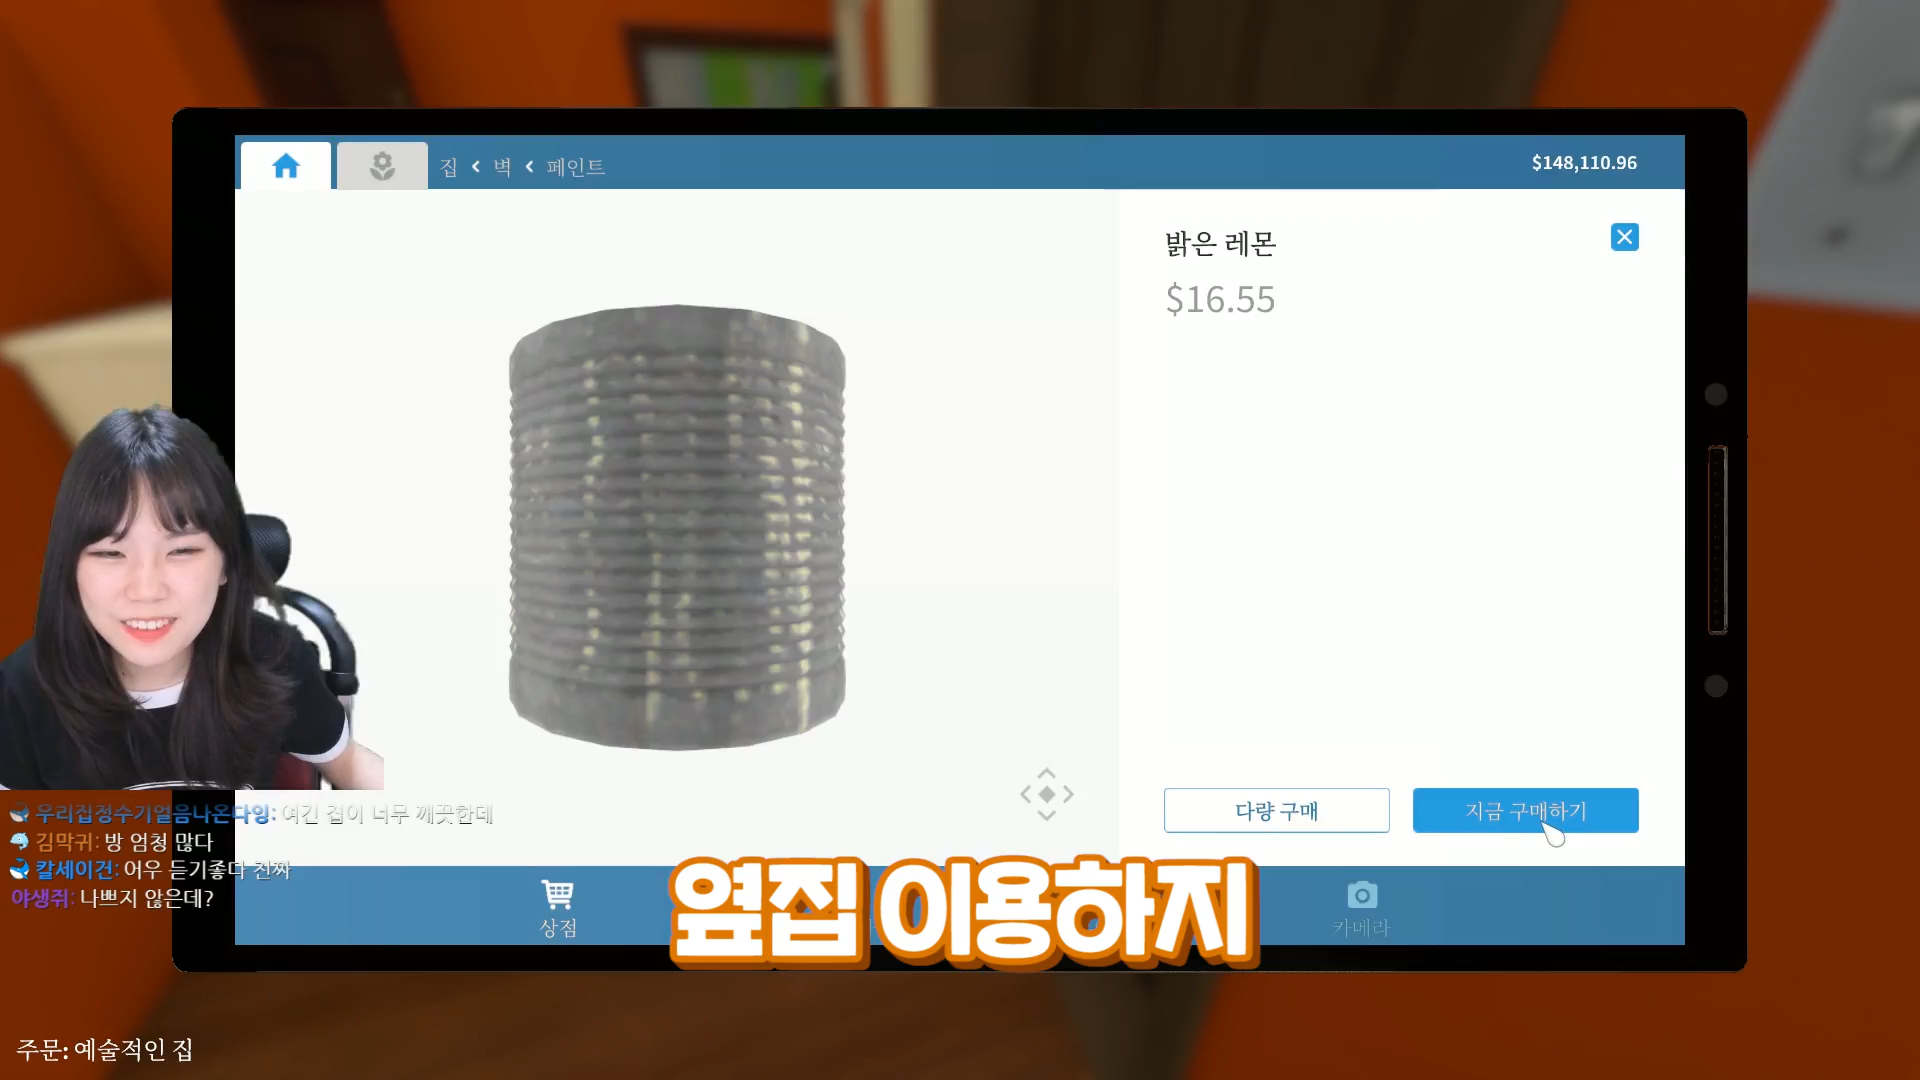 집 < 벽 < 페인트
$148,110.96
밝은 레몬
$16.55
다량 구매
지금 구매하기
우리집정수기얼음나온다잉: 여긴 집이 너무 깨끗한데
김막귀: 방 엄청 많다
칼세이건: 어우 듣기좋다 진짜
야생쥐: 나쁘지 않은데?
상점
옆집 이용하지
카메라
주문: 예술적인 집